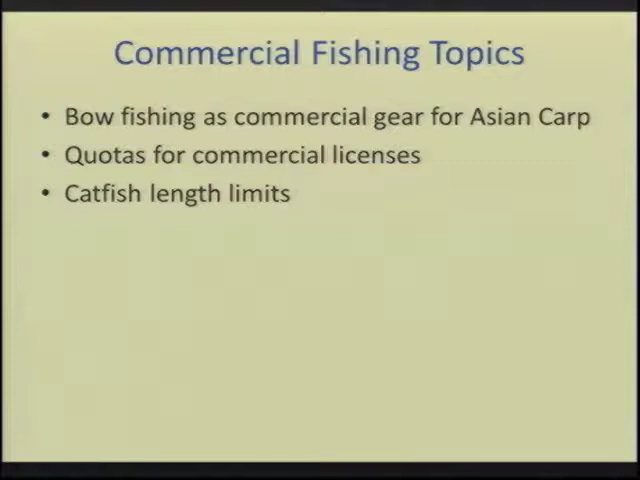 Commercial Fishing Topics
• Bow fishing as commercial gear for Asian Carp
• Quotas for commercial licenses
• Catfish length limits